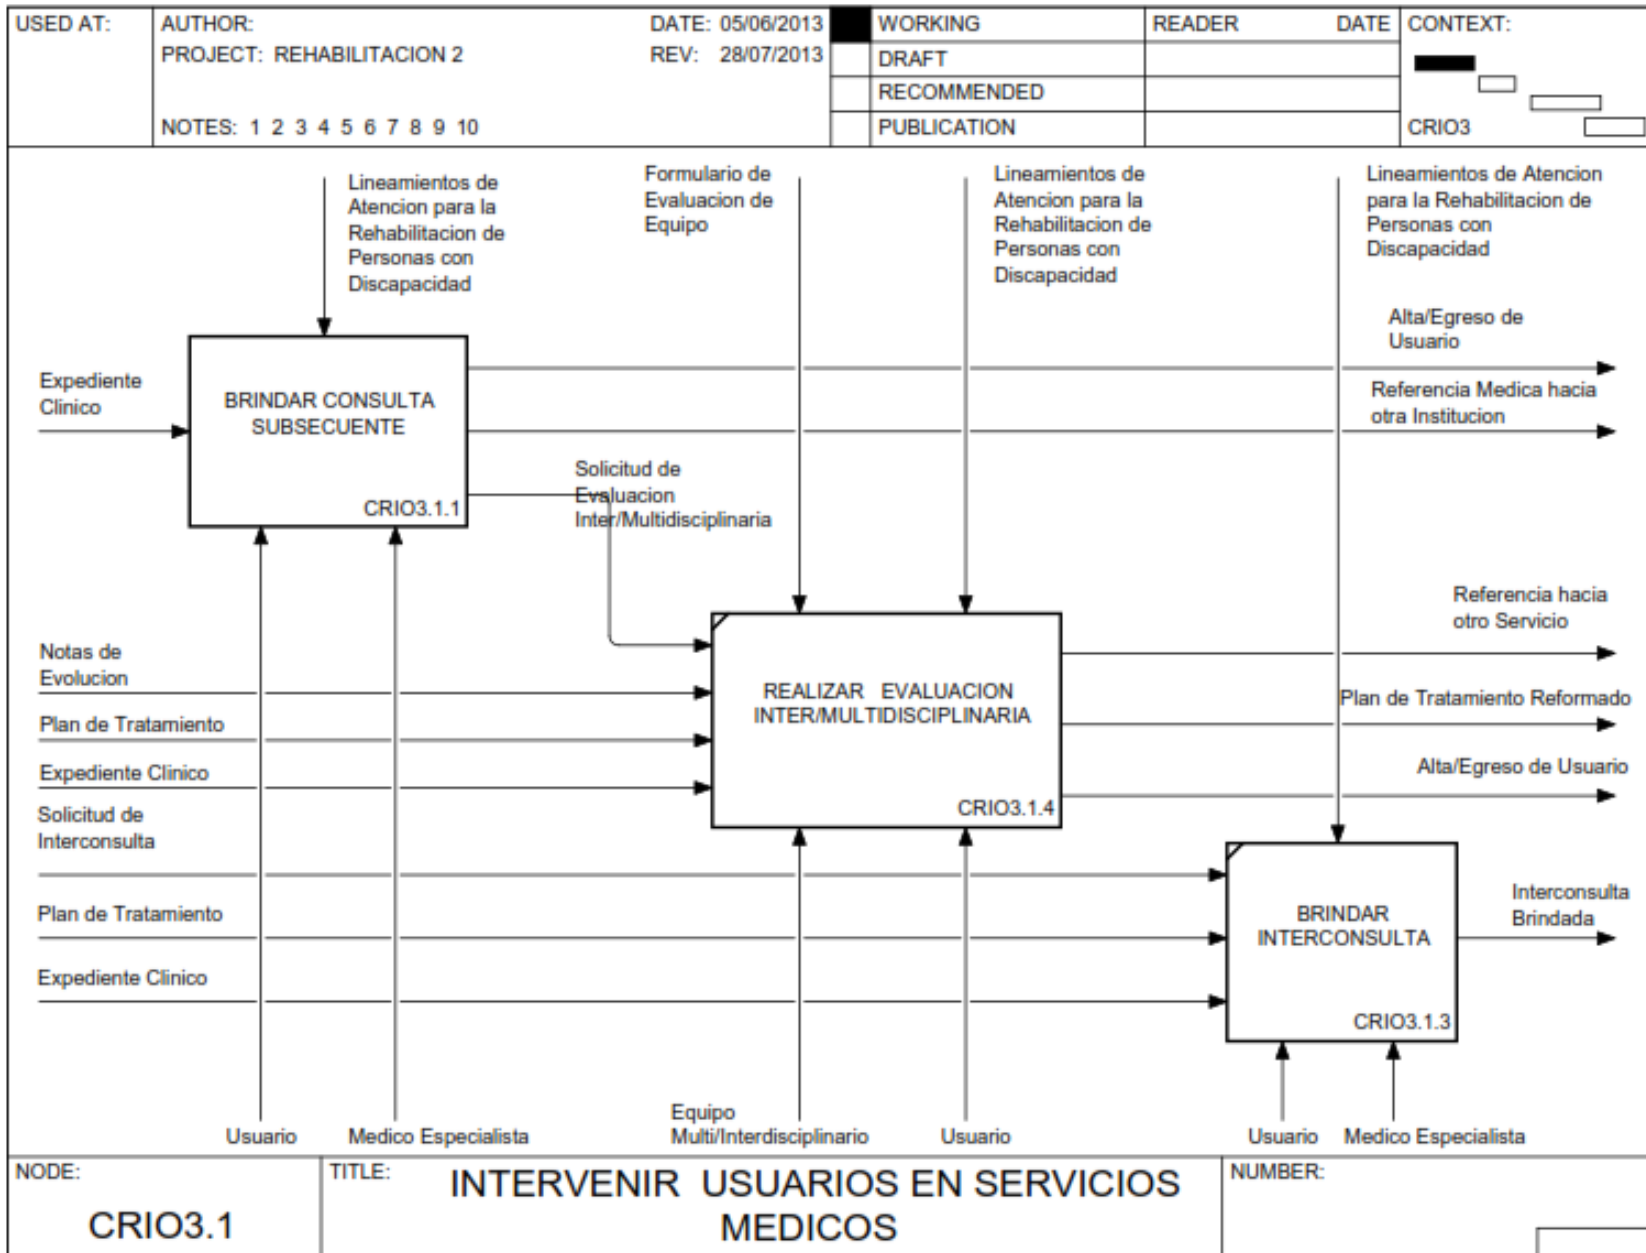 USED AT:
AUTHOR:
DATE: 05/06/2013
PROJECT: REHABILITACION 2
REV: 28/07/2013
NOTES: 1 2 3 4 5 6 7 8 9 10
WORKING
DRAFT
RECOMMENDED
PUBLICATION
READER
DATE
CONTEXT:
CRIO3
Lineamientos de
Atencion para la
Rehabilitacion de
Personas con
Discapacidad
Formulario de
Evaluacion de
Equipo
Lineamientos de
Atencion para la
Rehabilitacion de
Personas con
Discapacidad
Lineamientos de Atencion
para la Rehabilitacion de
Personas con
Discapacidad
Expediente
Clinico
BRINDAR CONSULTA
SUBSECUENTE
CRIO3.1.1
Alta/Egreso de
Usuario
Referencia Medica hacia
otra Institucion
Solicitud de
Evaluacion
Inter/Multidisciplinaria
Notas de
Evolucion
Plan de Tratamiento
Expediente Clinico
REALIZAR EVALUACION
INTER/MULTIDISCIPLINARIA
CRIO3.1.4
Referencia hacia
otro Servicio
Plan de Tratamiento Reformado
Alta/Egreso de Usuario
Solicitud de
Interconsulta
Plan de Tratamiento
Expediente Clinico
BRINDAR
INTERCONSULTA
CRIO3.1.3
Interconsulta
Brindada
Usuario
Medico Especialista
Equipo
Multi/Interdisciplinario
Usuario
Usuario
Medico Especialista
NODE:
CRIO3.1
TITLE:
INTERVENIR USUARIOS EN SERVICIOS
MEDICOS
NUMBER: